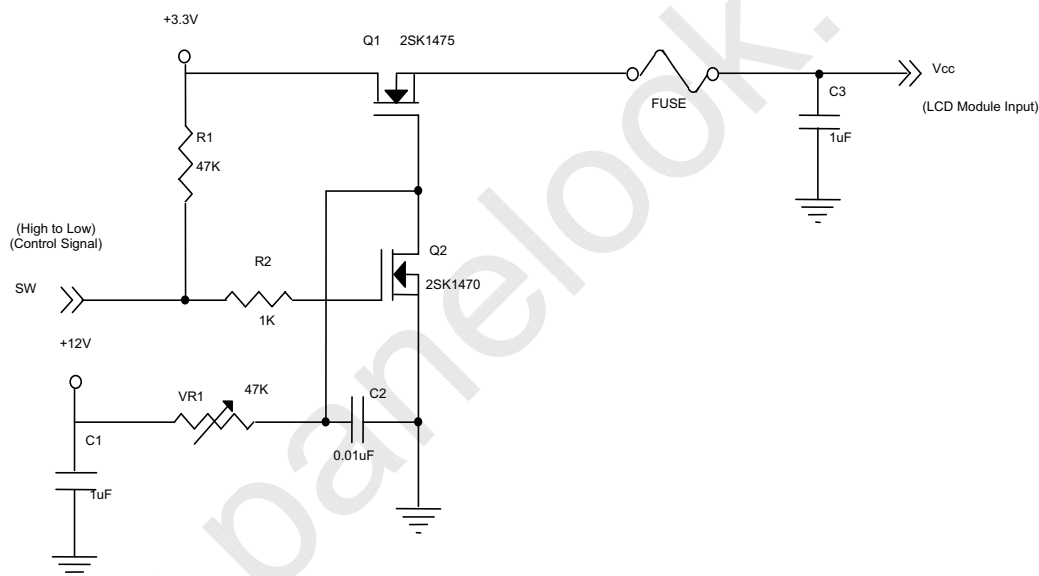 +3.3V
Q1 2SK1475
Vcc
FUSE
C3
(LCD Module Input)
1uF
R1
47K
(High to Low)
(Control Signal)
Q2
R2
2SK1470
SW
1K
+12V
VR1
47K
C2
C1
0.01uF
1uF
panelook.